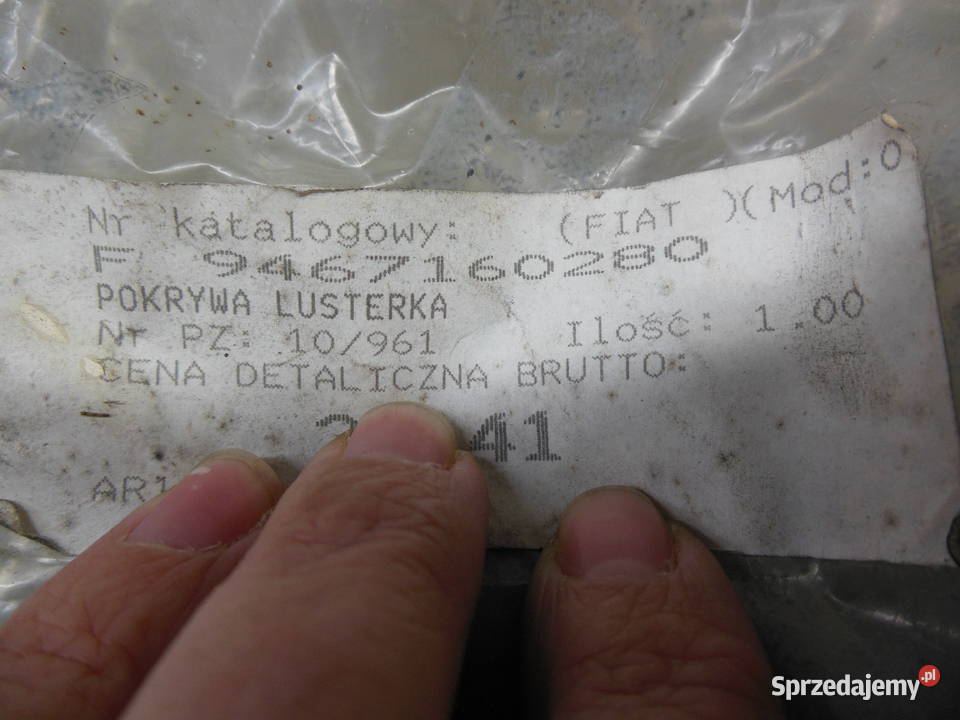 Nr katalogowy: (FIAT )(Mod:0
F 9467160280
POKRYWA LUSTERKA
Nr PZ: 10/961 Ilość: 1.00
CENA DETALICZNA BRUTTO:
41
Sprzedajemy.pl